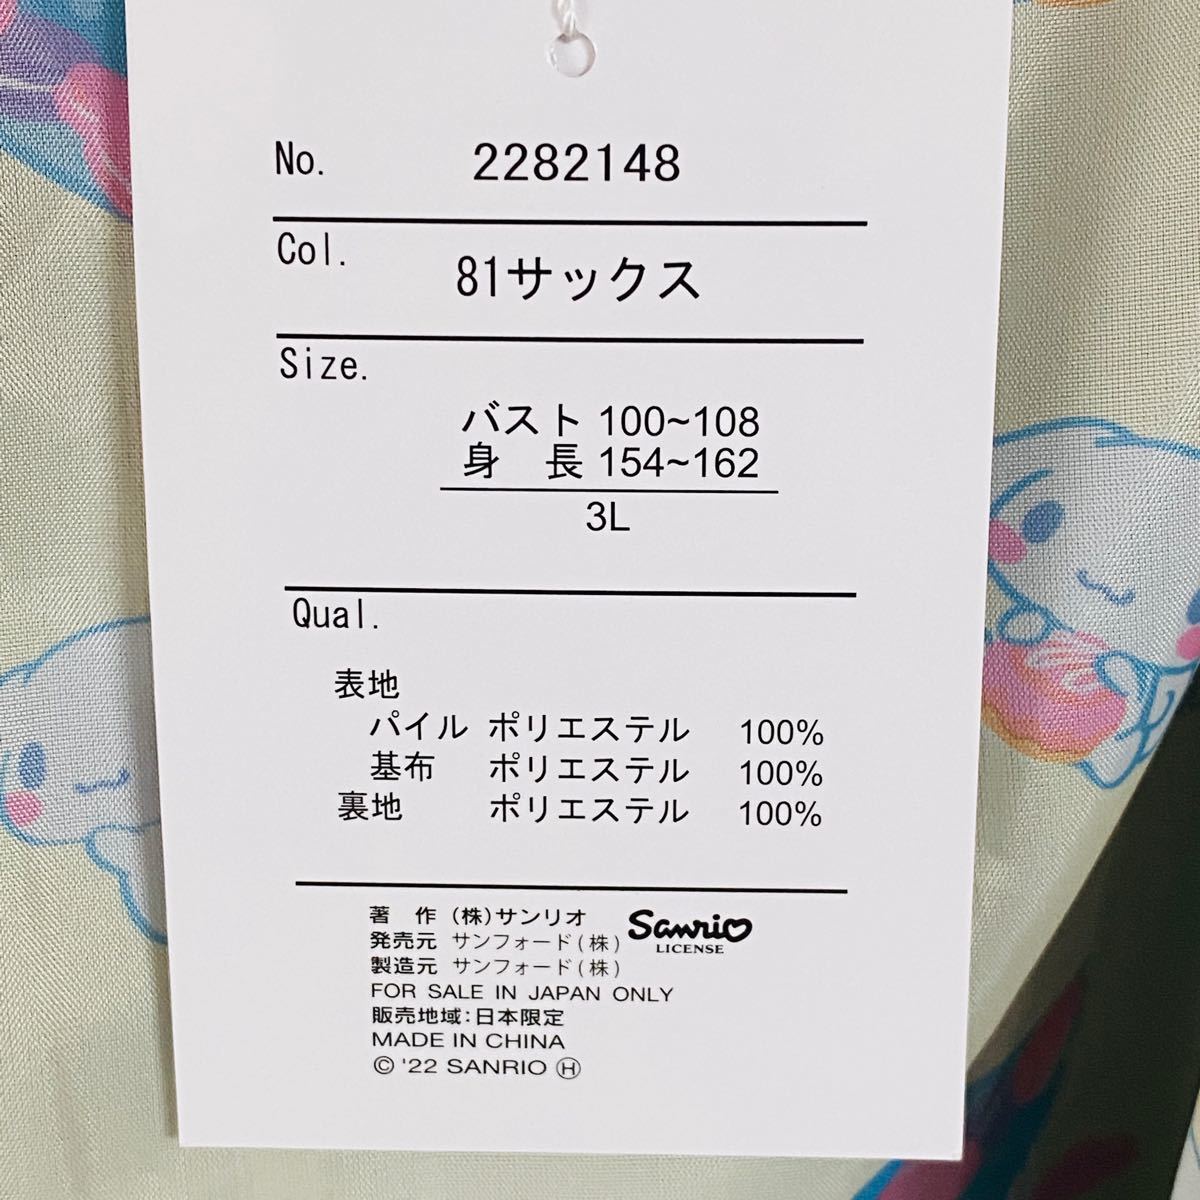 No. 2282148
Col. 81サックス
Size.
バスト 100~108
身　長 154~162
3L
Qual.
表地
パイル ポリエステル 100%
基布 ポリエステル 100%
裏地 ポリエステル 100%
著　作 (株)サンリオ
Sanrio
LICENSE
発売元 サンフォード(株)
製造元 サンフォード(株)
FOR SALE IN JAPAN ONLY
販売地域:日本限定
MADE IN CHINA
© '22 SANRIO Ⓗ